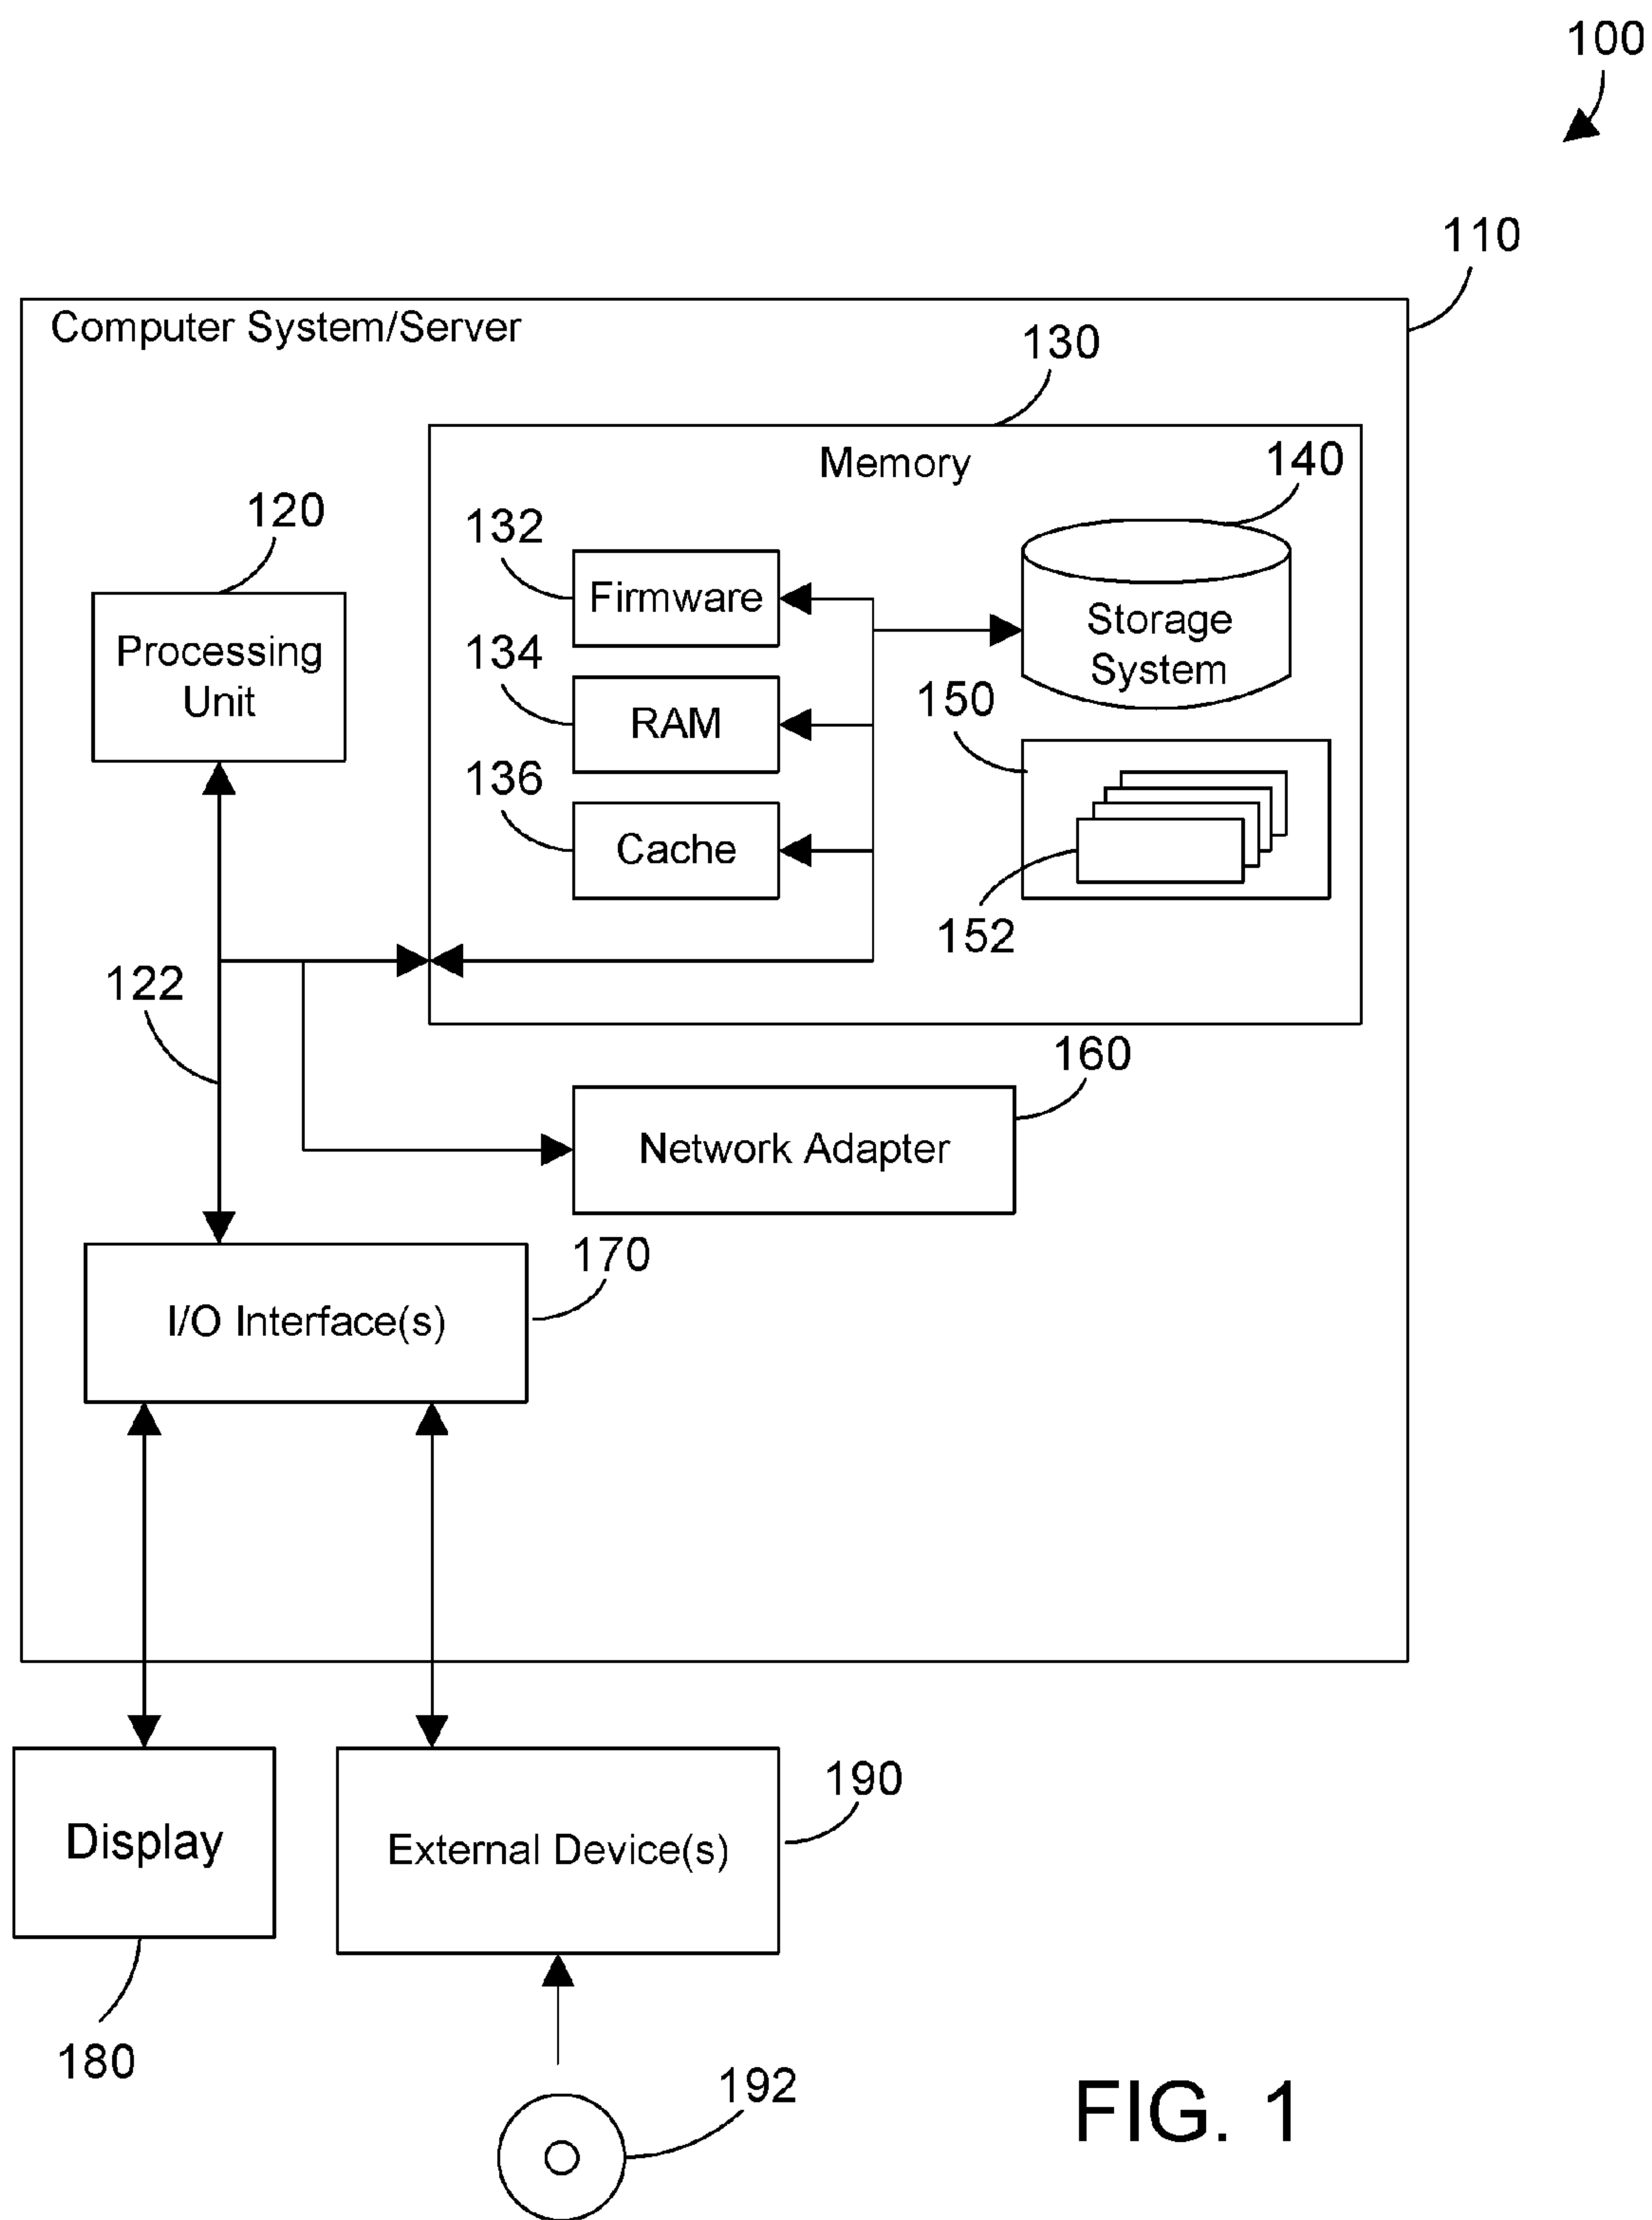 100
110
Computer System/Server
130
Memory
140
120
132
Firmware
Storage
System
Processing
Unit
134
RAM
150
136
Cache
152
122
160
Network Adapter
170
I/O Interface(s)
190
Display
External Device(s)
180
192
FIG. 1